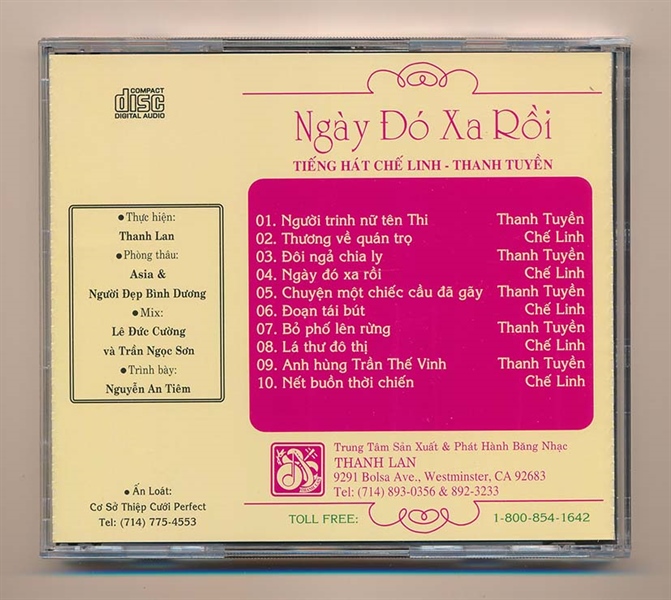 COMPACT
disc
DIGITAL AUDIO
Ngày Đó Xa Rồi
TIẾNG HÁT CHẾ LINH - THANH TUYỀN
• Thực hiện:
Thanh Lan
• Phòng thâu:
Asia &
Người Đẹp Bình Dương
• Mix:
Lê Đức Cường
và Trần Ngọc Sơn
• Trình bày:
Nguyễn An Tiêm
• Ấn Loát:
Cơ Sở Thiệp Cưới Perfect
Tel: (714) 775-4553
01. Người trinh nữ tên Thi Thanh Tuyền
02. Thương về quán trọ Chế Linh
03. Đôi ngả chia ly Thanh Tuyền
04. Ngày đó xa rồi Chế Linh
05. Chuyện một chiếc cầu đã gãy Thanh Tuyền
06. Đoạn tái bút Chế Linh
07. Bỏ phố lên rừng Thanh Tuyền
08. Lá thư đô thị Chế Linh
09. Anh hùng Trần Thế Vinh Thanh Tuyền
10. Nết buồn thời chiến Chế Linh
Trung Tâm Sản Xuất & Phát Hành Băng Nhạc
THANH LAN
9291 Bolsa Ave., Westminster, CA 92683
Tel: (714) 893-0356 & 892-3233
TOLL FREE: 1-800-854-1642